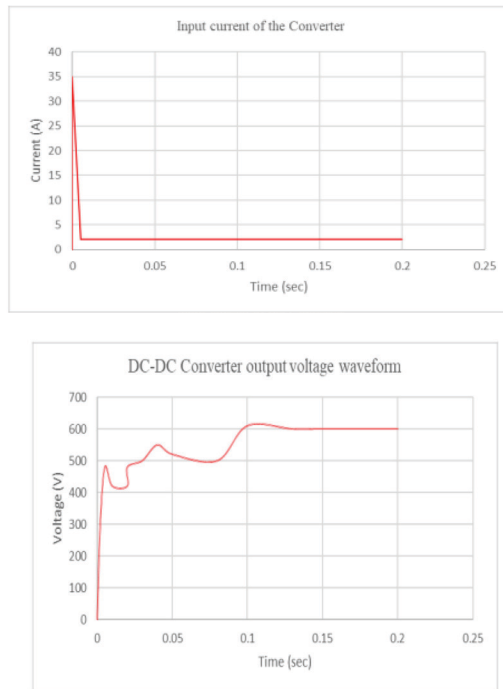 Input current of the Converter
40
35
30
25
20
15
10
5
0
Current (A)
0 0.05 0.1 0.15 0.2 0.25
Time (sec)
DC-DC Converter output voltage waveform
700
600
500
400
300
200
100
0
Voltage (V)
0 0.05 0.1 0.15 0.2 0.25
Time (sec)